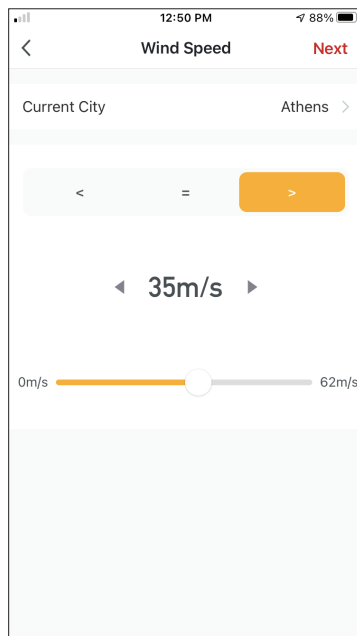 12:50 PM 88%
Wind Speed Next
Current City Athens >
< = >
35m/s
0m/s 62m/s